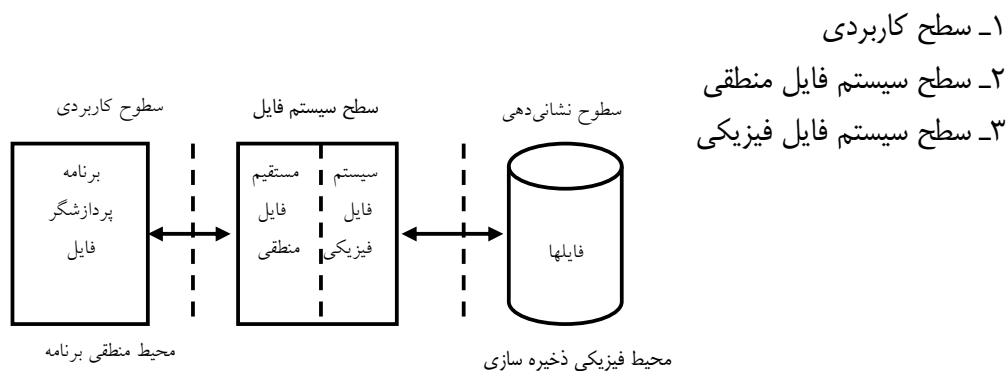 ۱ـ سطح کاربردی
۲ـ سطح سیستم فایل منطقی
۳ـ سطح سیستم فایل فیزیکی
سطوح نشانی‌دهی
سطح سیستم فایل
سطوح کاربردی
فایلها
سیستم
فایل
فیزیکی
مستقیم
فایل
منطقی
برنامه
پردازشگر
فایل
محیط فیزیکی ذخیره سازی
محیط منطقی برنامه